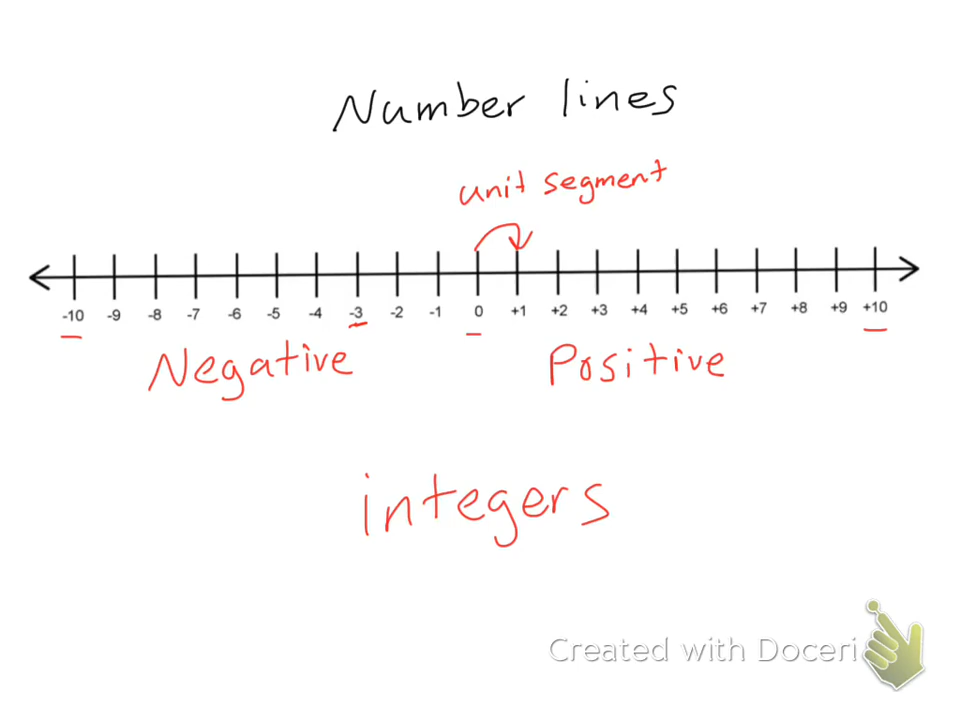 Number lines
unit segment
-10 -9 -8 -7 -6 -5 -4 -3 -2 -1 0 +1 +2 +3 +4 +5 +6 +7 +8 +9 +10
Negative Positive
integers
Created with Doceri